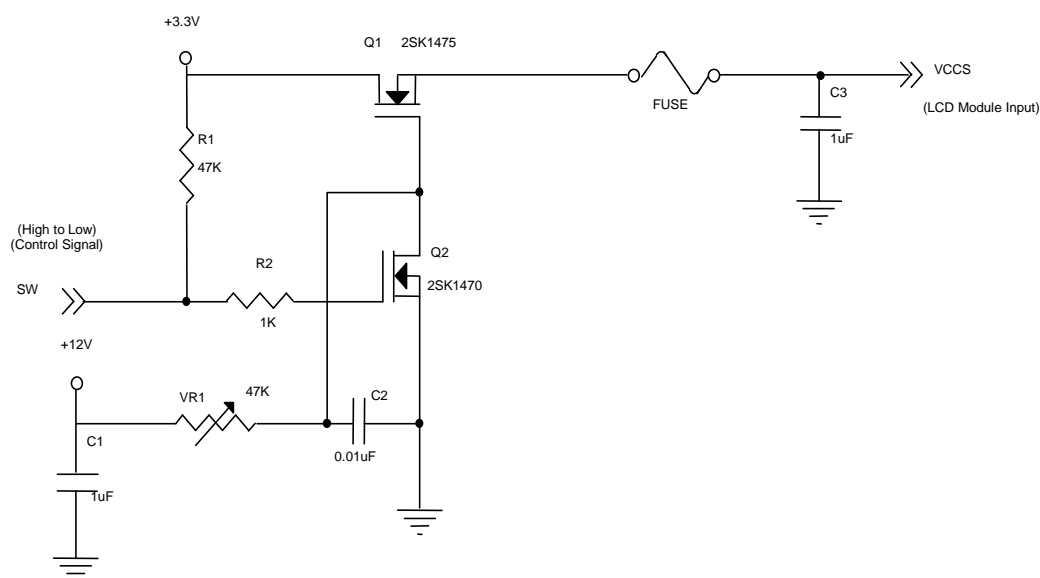 +3.3V
Q1 2SK1475
VCCS
FUSE
C3
(LCD Module Input)
R1
1uF
47K
(High to Low)
(Control Signal)
Q2
R2
2SK1470
SW
1K
+12V
VR1
47K
C2
C1
0.01uF
1uF